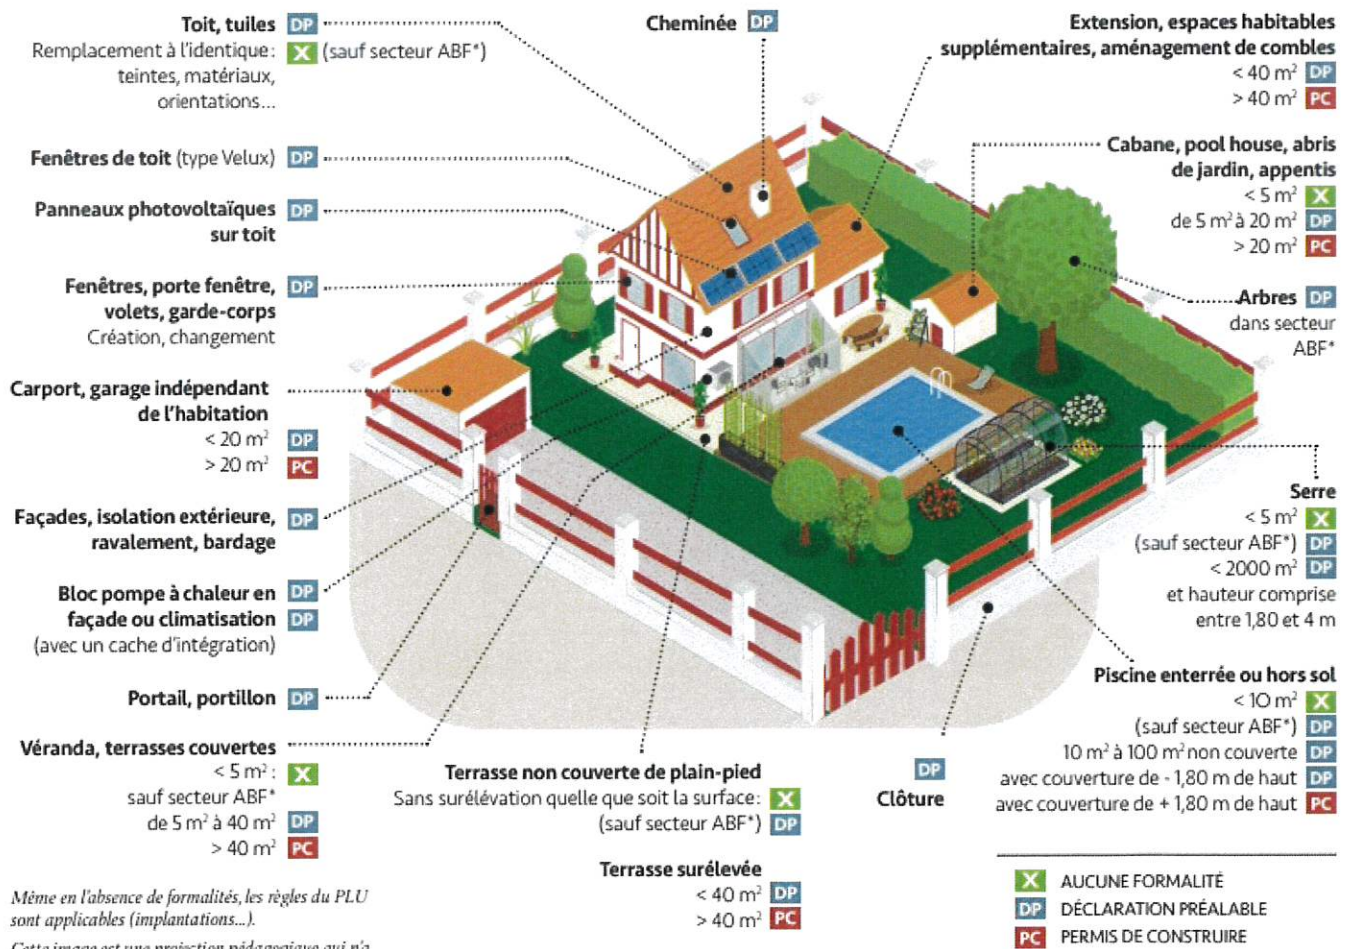 Toit, tuiles DP
Remplacement à l'identique : X (sauf secteur ABF*)
teintes, matériaux,
orientations...
Fenêtres de toit (type Velux) DP
Panneaux photovoltaïques DP
sur toit
Fenêtres, porte fenêtre, DP
volets, garde-corps
Création, changement
Carport, garage indépendant
de l'habitation
< 20 m² DP
> 20 m² PC
Façades, isolation extérieure, DP
ravalement, bardage
Bloc pompe à chaleur en DP
façade ou climatisation DP
(avec un cache d'intégration)
Portail, portillon DP
Véranda, terrasses couvertes
< 5 m² : X
sauf secteur ABF*
de 5 m² à 40 m² DP
> 40 m² PC
Même en l'absence de formalités, les règles du PLU
sont applicables (implantations...).
Cette image est une projection pédagogique qui n'a
Cheminée DP
Terrasse non couverte de plain-pied
Sans surélévation quelle que soit la surface : X
(sauf secteur ABF*) DP
Terrasse surélevée
< 40 m² DP
> 40 m² PC
DP
Clôture
Extension, espaces habitables
supplémentaires, aménagement de combles
< 40 m² DP
> 40 m² PC
Cabane, pool house, abris
de jardin, appentis
< 5 m² X
de 5 m² à 20 m² DP
> 20 m² PC
Arbres DP
dans secteur
ABF*
Serre
< 5 m² X
(sauf secteur ABF*) DP
< 2000 m² DP
et hauteur comprise
entre 1,80 et 4 m
Piscine enterrée ou hors sol
< 10 m² X
(sauf secteur ABF*) DP
10 m² à 100 m² non couverte DP
avec couverture de - 1,80 m de haut DP
avec couverture de + 1,80 m de haut PC
X AUCUNE FORMALITÉ
DP DÉCLARATION PRÉALABLE
PC PERMIS DE CONSTRUIRE